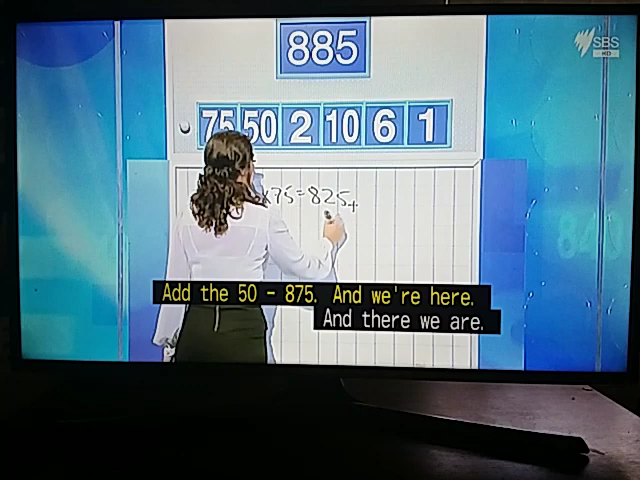 885
SBS
HD
75 50 2 10 6 1
x75=825+
Add the 50 - 875. And we're here.
And there we are.